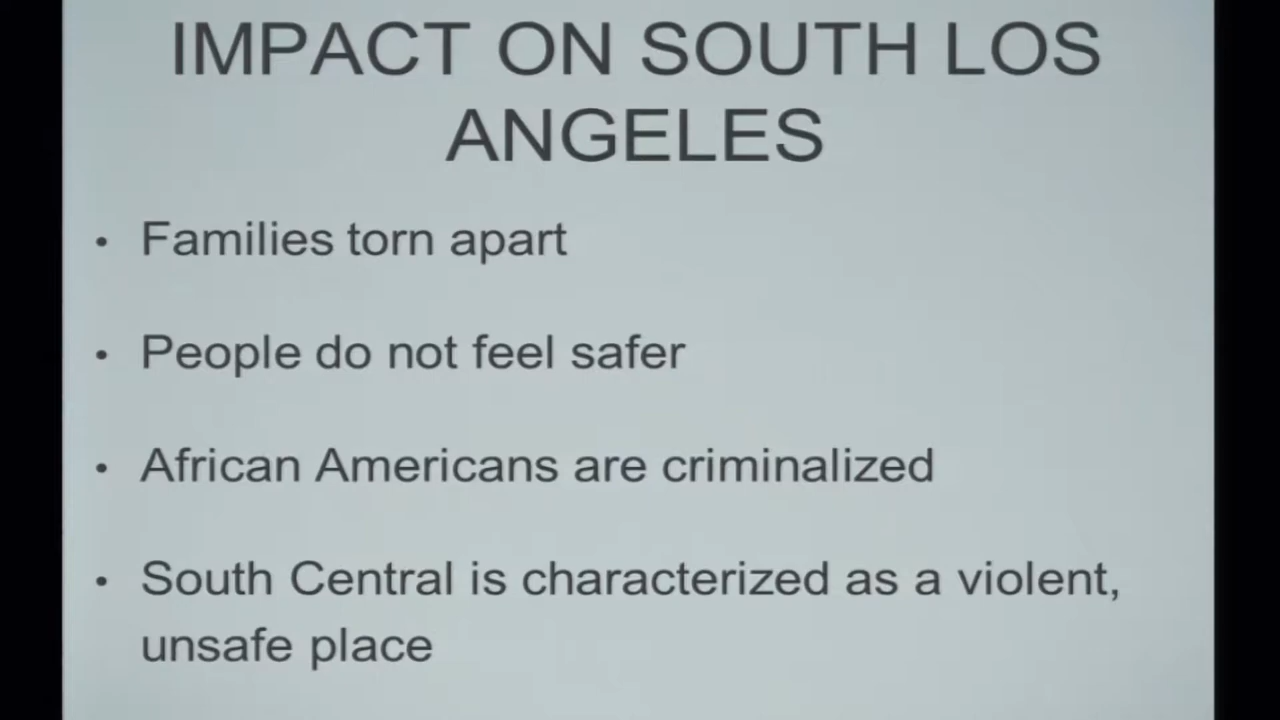 IMPACT ON SOUTH LOS
ANGELES
• Families torn apart
• People do not feel safer
• African Americans are criminalized
• South Central is characterized as a violent,
unsafe place